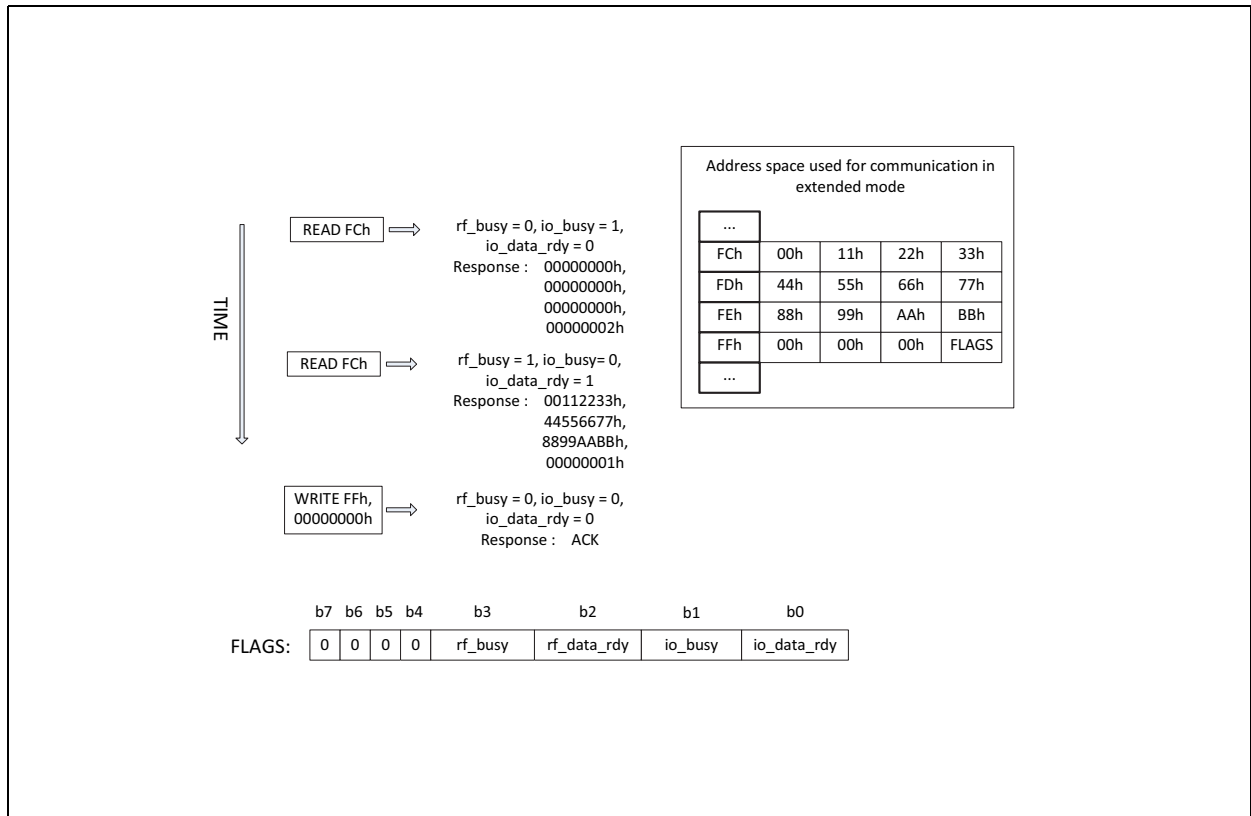 Address space used for communication in
extended mode
...
FCh 00h 11h 22h 33h
FDh 44h 55h 66h 77h
FEh 88h 99h AAh BBh
FFh 00h 00h 00h FLAGS
...
TIME
READ FCh
rf_busy = 0, io_busy = 1,
io_data_rdy = 0
Response : 00000000h,
00000000h,
00000000h,
00000002h
READ FCh
rf_busy = 1, io_busy= 0,
io_data_rdy = 1
Response : 00112233h,
44556677h,
8899AABBh,
00000001h
WRITE FFh,
00000000h
rf_busy = 0, io_busy = 0,
io_data_rdy = 0
Response : ACK
b7 b6 b5 b4 b3 b2 b1 b0
FLAGS: 0 0 0 0 rf_busy rf_data_rdy io_busy io_data_rdy